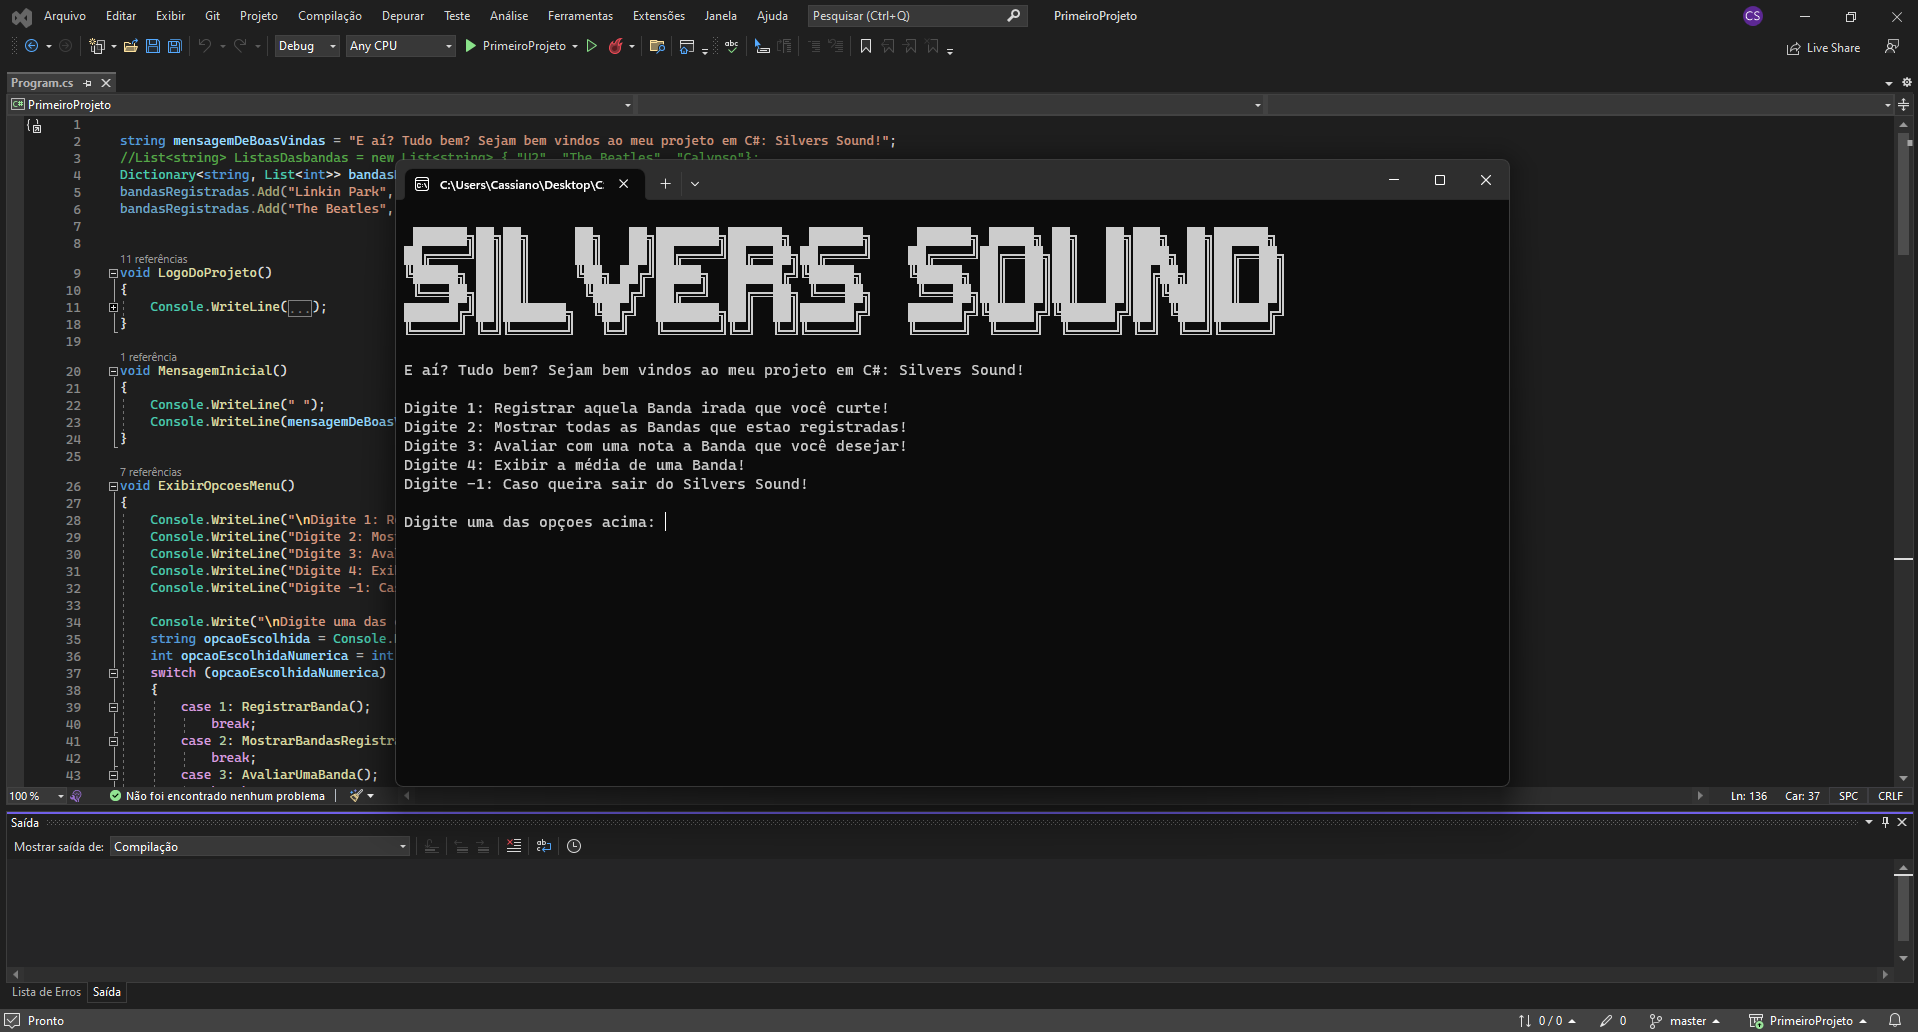 Arquivo Editar Exibir Git Projeto Compilação Depurar Teste Análise Ferramentas Extensões Janela Ajuda Pesquisar (Ctrl+Q) PrimeiroProjeto CS
Debug Any CPU PrimeiroProjeto Live Share
Program.cs
PrimeiroProjeto
1
2 string mensagemDeBoasVindas = "E aí? Tudo bem? Sejam bem vindos ao meu projeto em C#: Silvers Sound!";
3 //List<string> ListasDasbandas = new List<string> { "U2", "The Beatles", "Calypso"};
4 Dictionary<string, List<int>> bandas
5 bandasRegistradas.Add("Linkin Park",
6 bandasRegistradas.Add("The Beatles",
7
8
11 referências
9 void LogoDoProjeto()
10 {
11 Console.WriteLine(...);
18 }
19
1 referência
20 void MensagemInicial()
21 {
22 Console.WriteLine(" ");
23 Console.WriteLine(mensagemDeBoas
24 }
25
7 referências
26 void ExibirOpcoesMenu()
27 {
28 Console.WriteLine("\nDigite 1: R
29 Console.WriteLine("Digite 2: Mos
30 Console.WriteLine("Digite 3: Ava
31 Console.WriteLine("Digite 4: Exi
32 Console.WriteLine("Digite -1: Ca
33
34 Console.Write("\nDigite uma das
35 string opcaoEscolhida = Console.
36 int opcaoEscolhidaNumerica = int
37 switch (opcaoEscolhidaNumerica)
38 {
39 case 1: RegistrarBanda();
40 break;
41 case 2: MostrarBandasRegistr
42 break;
43 case 3: AvaliarUmaBanda();
C:\Users\Cassiano\Desktop\C
SILVERS SOUND
E aí? Tudo bem? Sejam bem vindos ao meu projeto em C#: Silvers Sound!
Digite 1: Registrar aquela Banda irada que você curte!
Digite 2: Mostrar todas as Bandas que estao registradas!
Digite 3: Avaliar com uma nota a Banda que você desejar!
Digite 4: Exibir a média de uma Banda!
Digite -1: Caso queira sair do Silvers Sound!
Digite uma das opçoes acima:
100 % Não foi encontrado nenhum problema Ln: 136 Car: 37 SPC CRLF
Saída
Mostrar saída de: Compilação
Lista de Erros Saída
Pronto 0 / 0 0 master PrimeiroProjeto